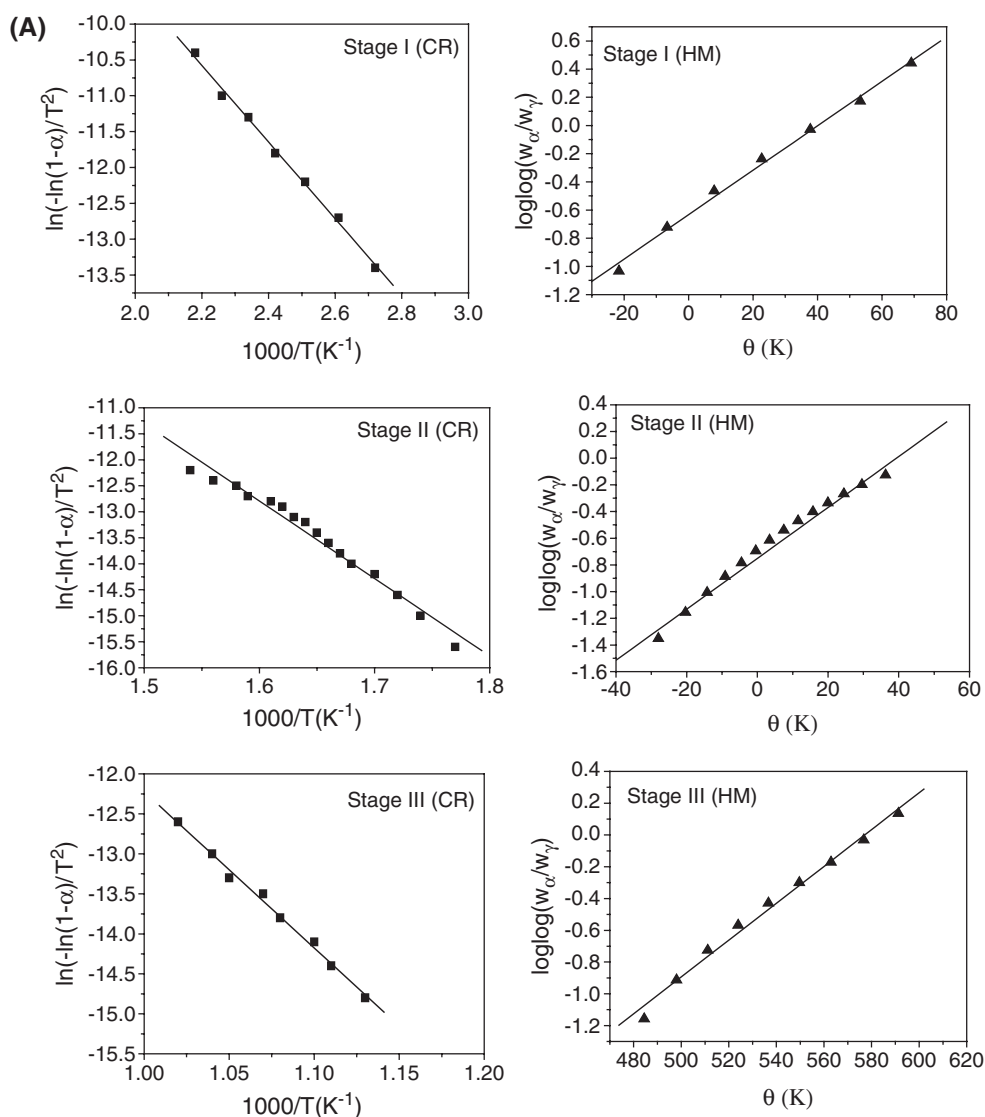 (A)
Stage I (CR)
ln(-ln(1-α)/T²)
-10.0
-10.5
-11.0
-11.5
-12.0
-12.5
-13.0
-13.5
2.0 2.2 2.4 2.6 2.8 3.0
1000/T(K⁻¹)
Stage I (HM)
loglog(wα/wγ)
0.6
0.4
0.2
0.0
-0.2
-0.4
-0.6
-0.8
-1.0
-1.2
-20 0 20 40 60 80
θ (K)
Stage II (CR)
ln(-ln(1-α)/T²)
-11.0
-11.5
-12.0
-12.5
-13.0
-13.5
-14.0
-14.5
-15.0
-15.5
-16.0
1.5 1.6 1.7 1.8
1000/T(K⁻¹)
Stage II (HM)
loglog(wα/wγ)
0.4
0.2
0.0
-0.2
-0.4
-0.6
-0.8
-1.0
-1.2
-1.4
-1.6
-40 -20 0 20 40 60
θ (K)
Stage III (CR)
ln(-ln(1-α)/T²)
-12.0
-12.5
-13.0
-13.5
-14.0
-14.5
-15.0
-15.5
1.00 1.05 1.10 1.15 1.20
1000/T(K⁻¹)
Stage III (HM)
loglog(wα/wγ)
0.4
0.2
0.0
-0.2
-0.4
-0.6
-0.8
-1.0
-1.2
480 500 520 540 560 580 600 620
θ (K)